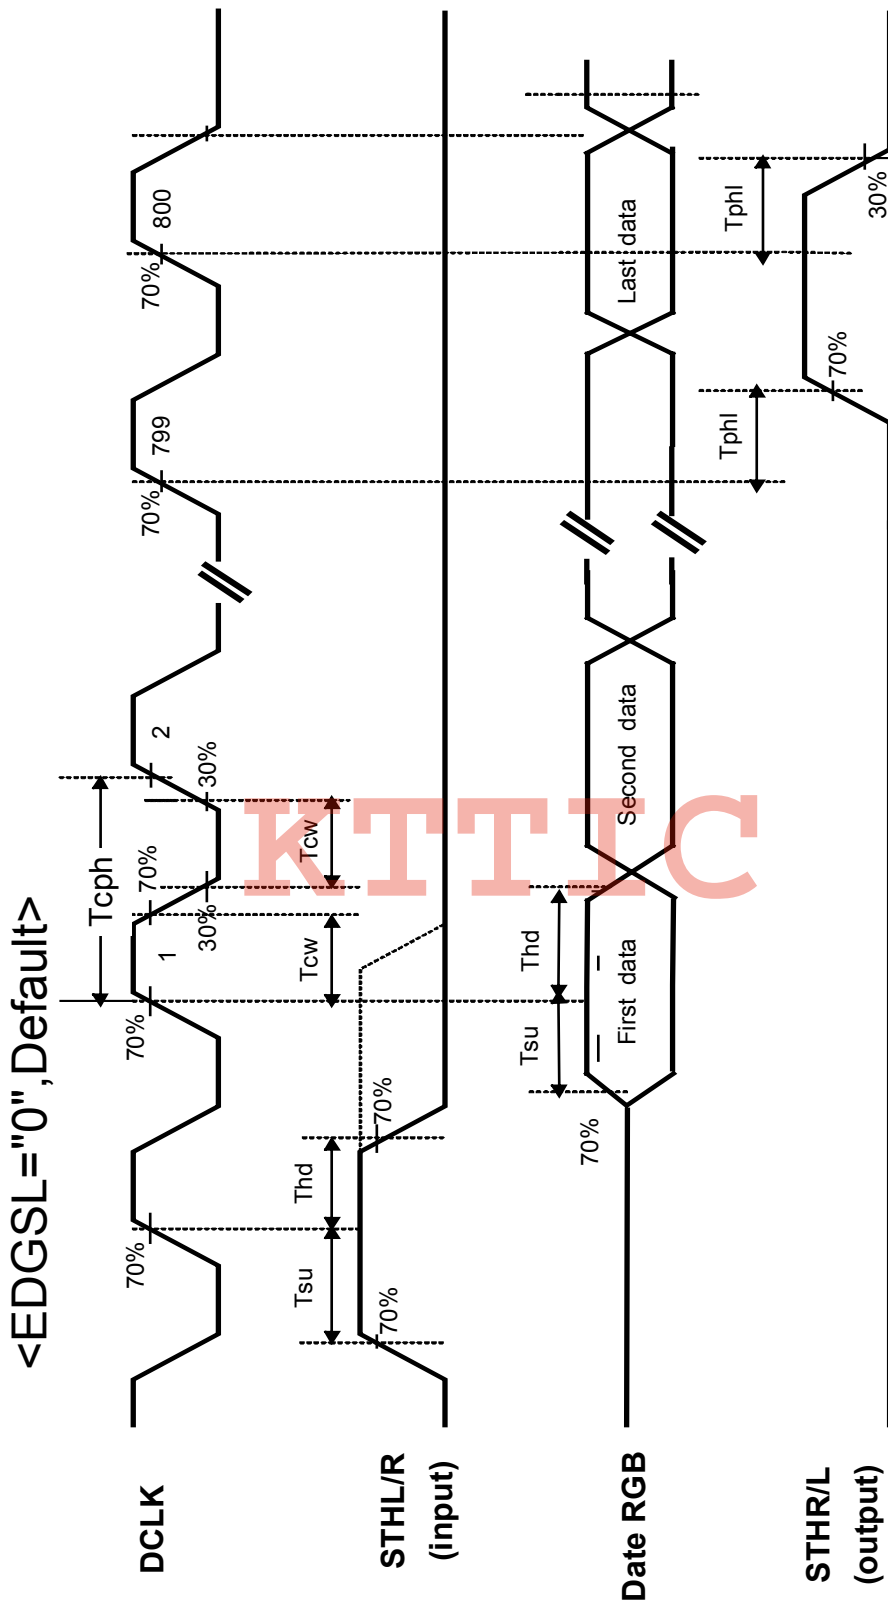 <EDGSL="0",Default>
Tcph
DCLK
70%
70%
1
70%
30%
30%
2
70%
799
70%
800
Tcw
Tcw
STHL/R
(input)
Tsu
Thd
70%
70%
Date RGB
70%
Tsu
Thd
First data
Second data
Last data
STHR/L
(output)
Tphl
70%
Tphl
30%
KTTIC